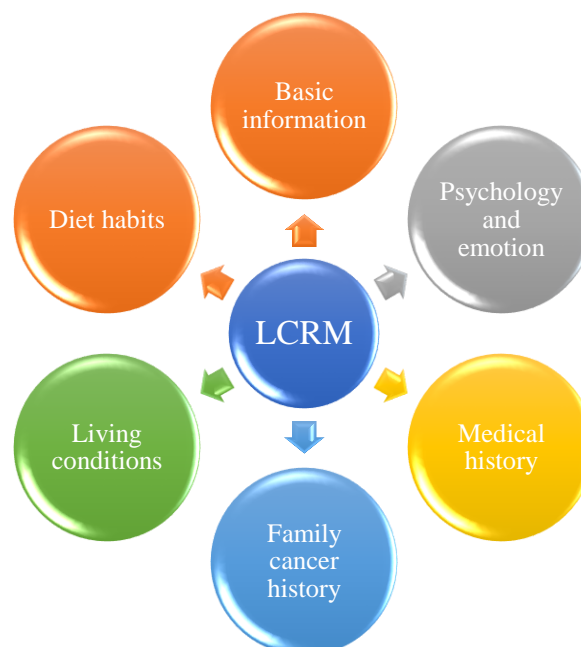 Basic
information
Psychology
and
emotion
Diet habits
LCRM
Living
conditions
Medical
history
Family
cancer
history